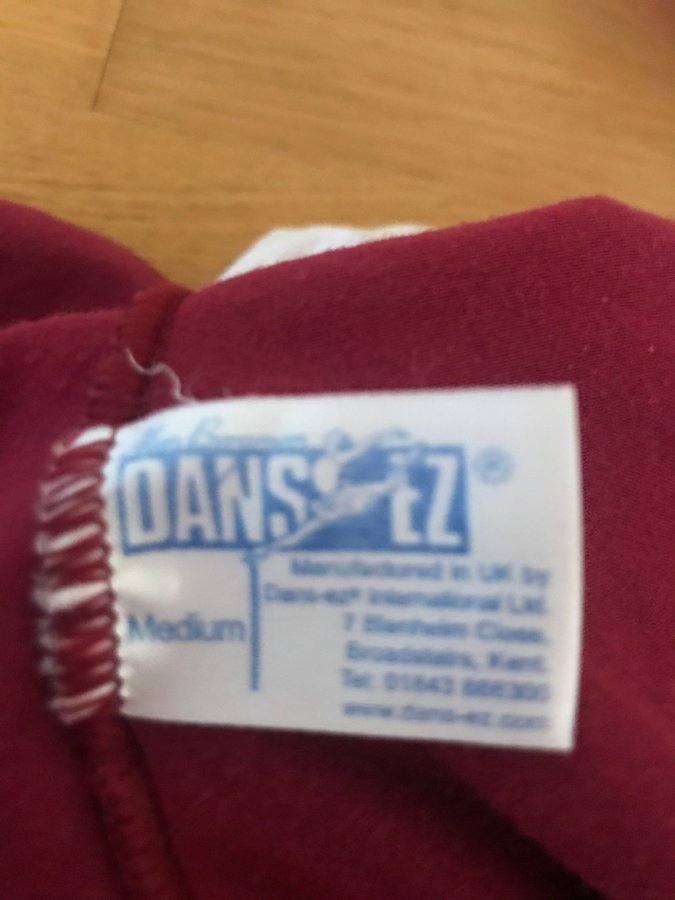 DANS EZ ®
Medium
Manufactured in UK by
Dans-ez® International Ltd.
7 Blenheim Close,
Broadstairs, Kent.
Tel: 01843
www.dans-ez.com